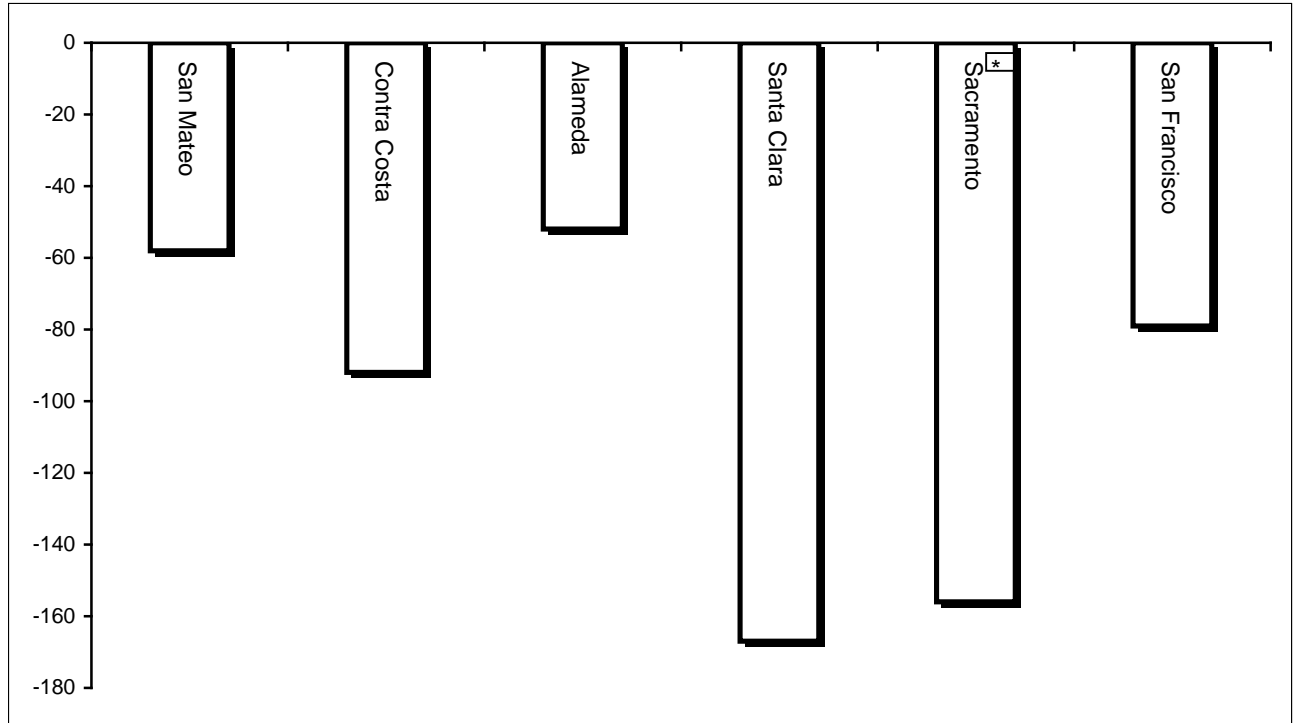 0
-20
-40
-60
-80
-100
-120
-140
-160
-180
San Mateo
Contra Costa
Alameda
Santa Clara
Sacramento
*
San Francisco